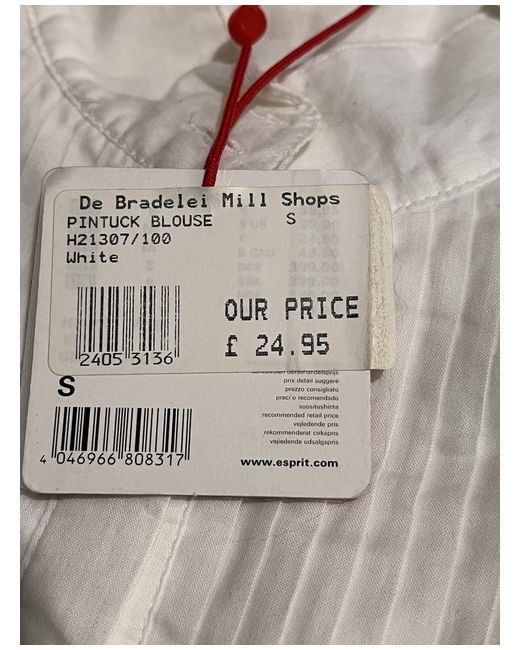 De Bradelei Mill Shops
PINTUCK BLOUSE S
H21307/100
White
OUR PRICE
£ 24.95
2405 3136
S
prix detail suggéré
prezzo consigliato
preci'o recomendado
suositushinta
recommended retail price
vejledende pris
rekommenderat cirkapris
vejledende udsalgspris
4 046966 808317
www.esprit.com